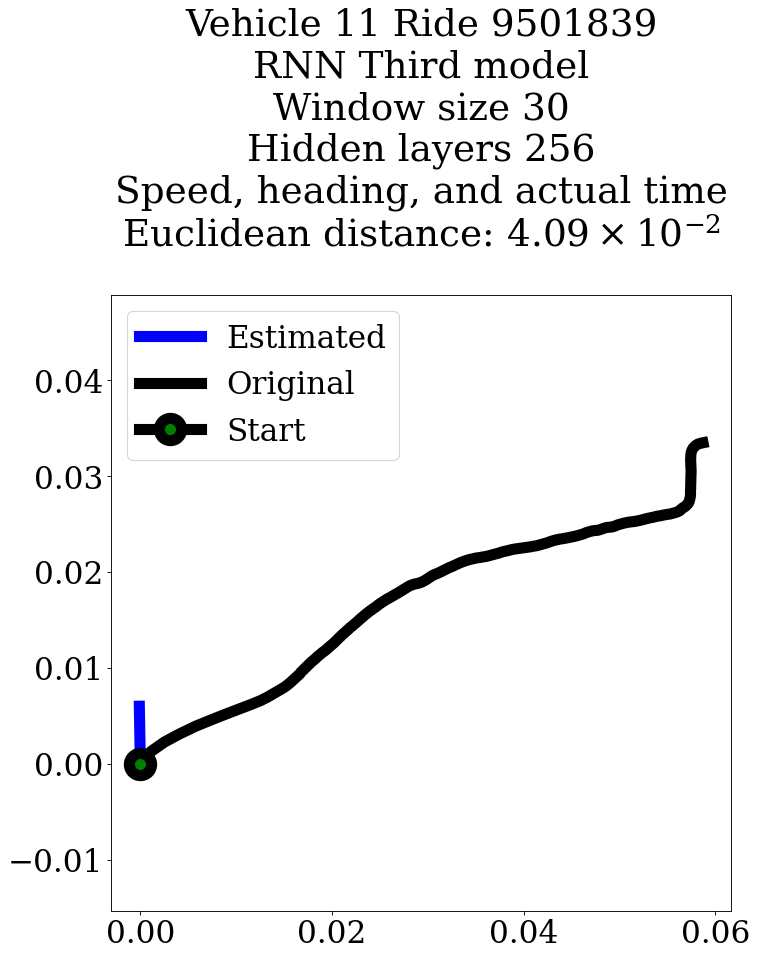 Vehicle 11 Ride 9501839
RNN Third model
Window size 30
Hidden layers 256
Speed, heading, and actual time
Euclidean distance: 4.09 × 10⁻²
Estimated
Original
Start
0.04
0.03
0.02
0.01
0.00
−0.01
0.00 0.02 0.04 0.06